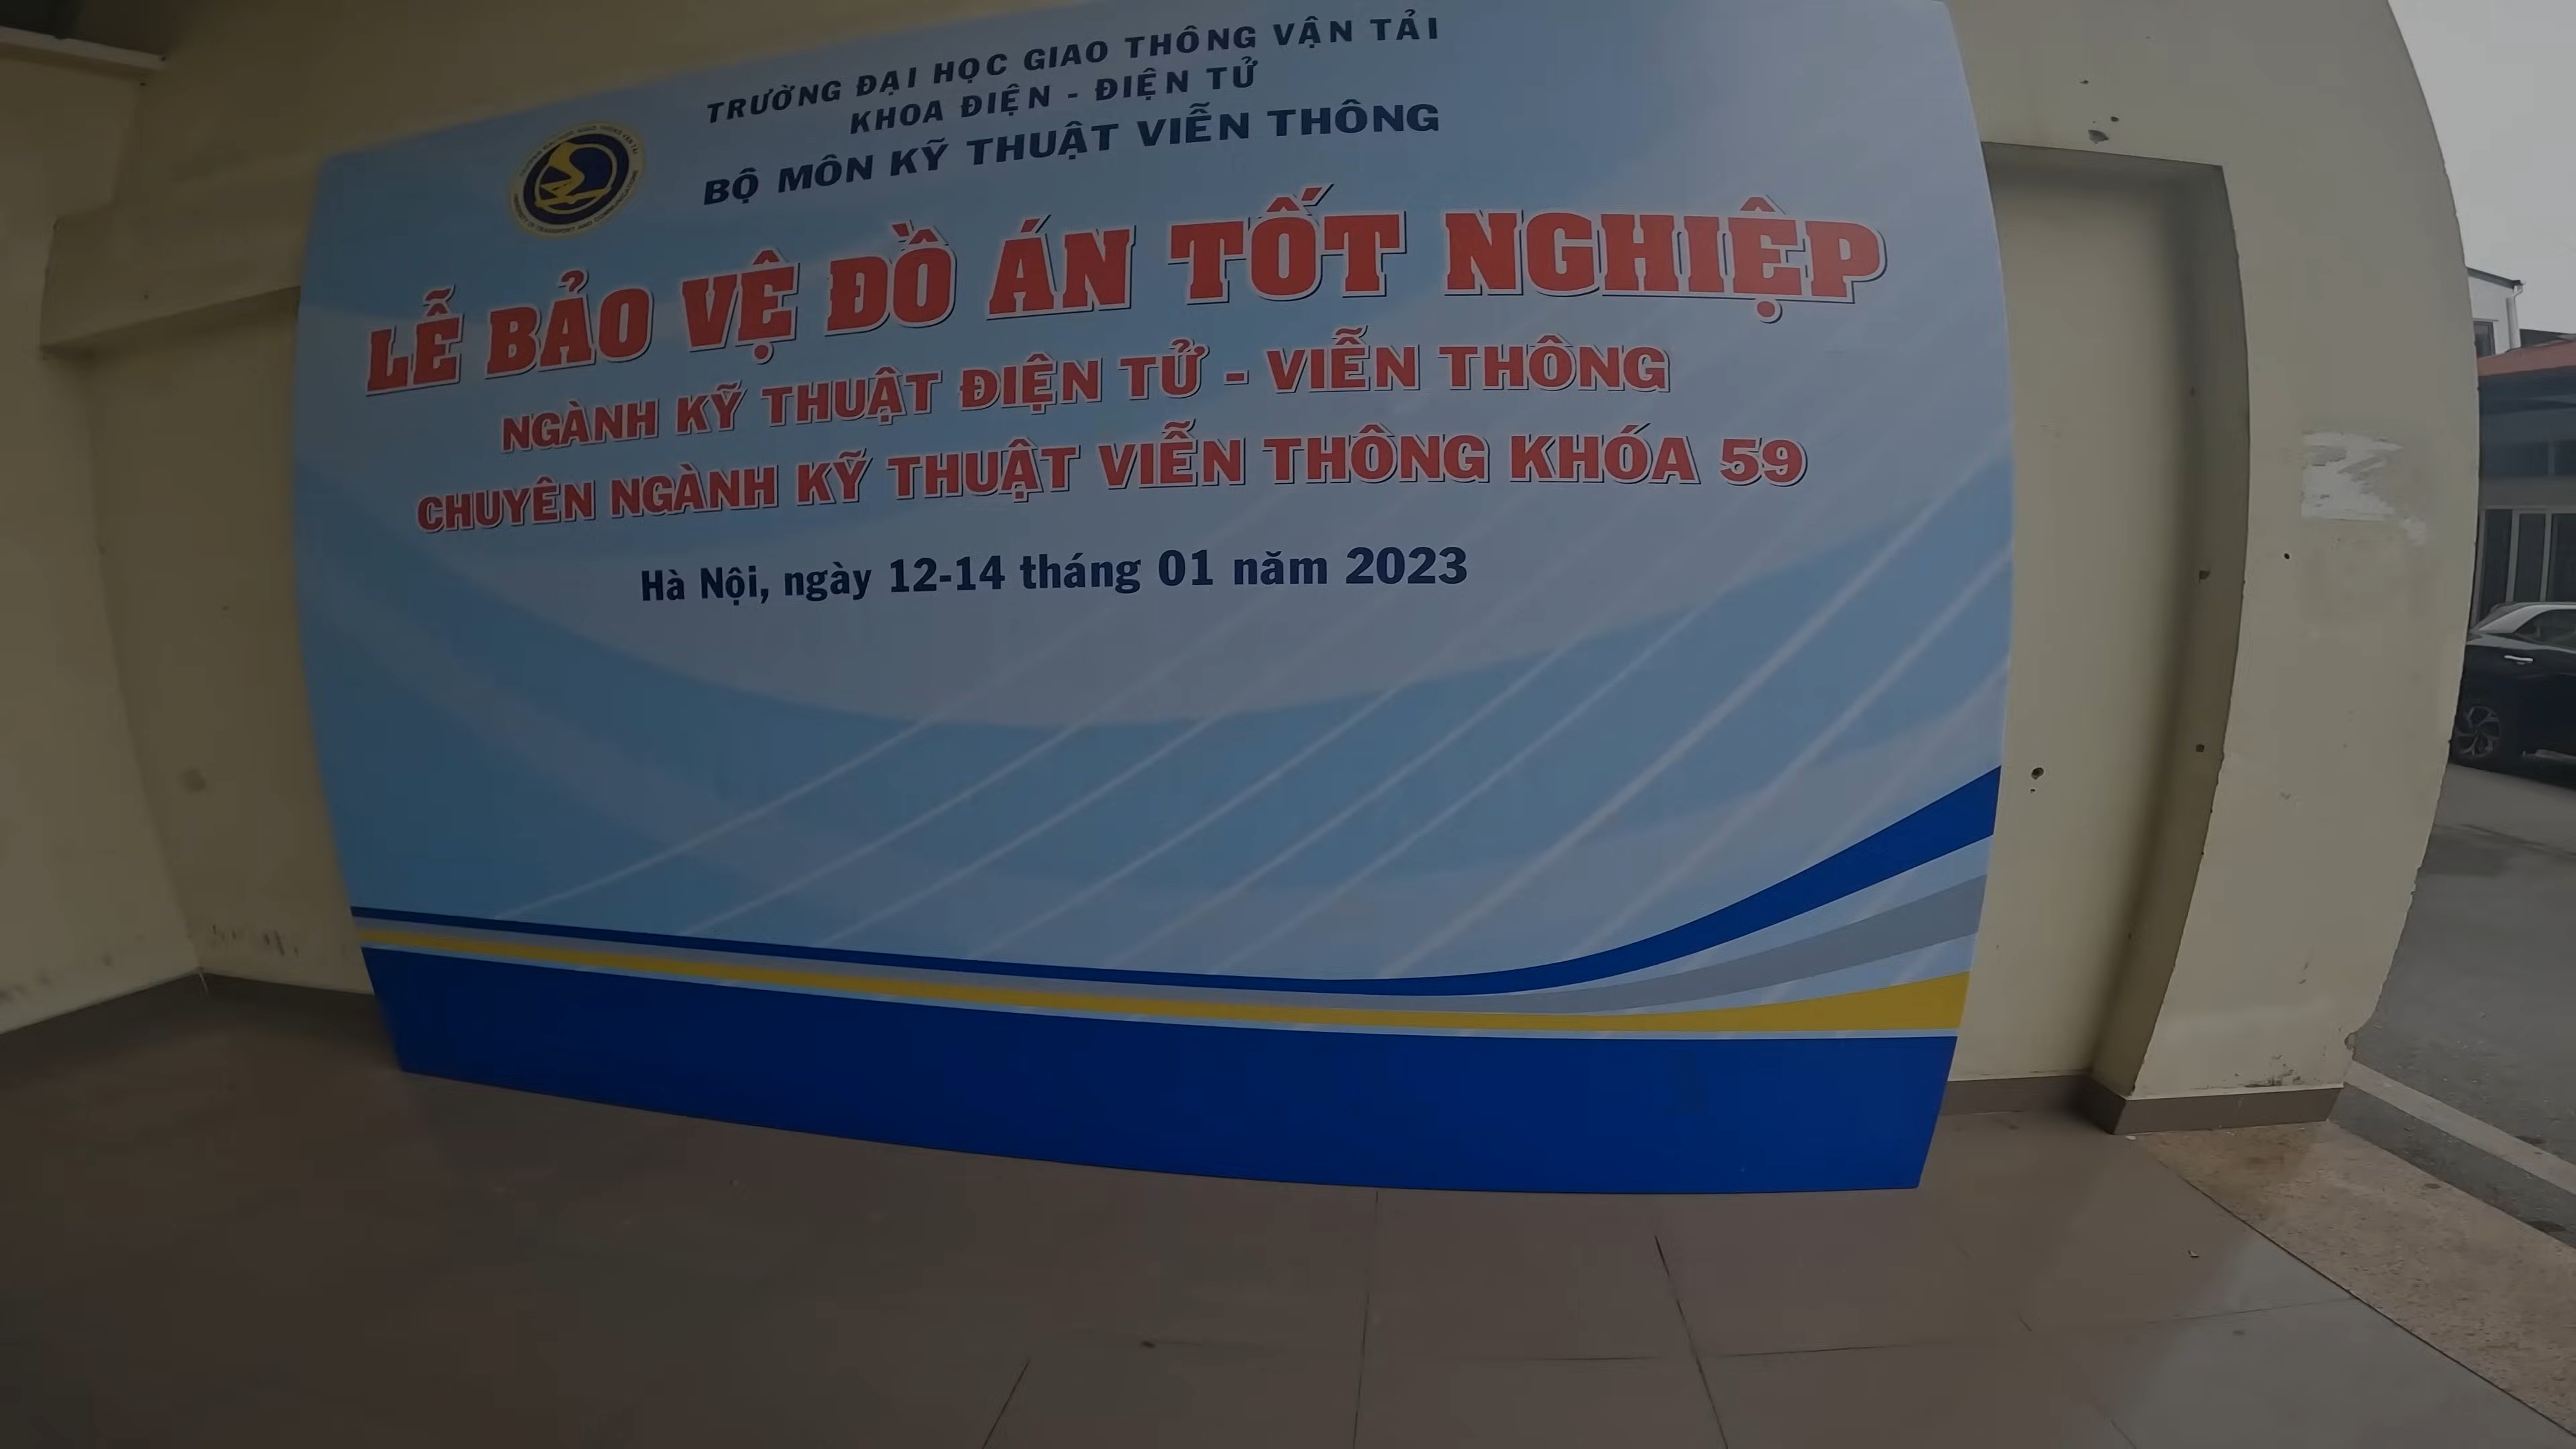 TRƯỜNG ĐẠI HỌC GIAO THÔNG VẬN TẢI
KHOA ĐIỆN - ĐIỆN TỬ
BỘ MÔN KỸ THUẬT VIỄN THÔNG
LỄ BẢO VỆ ĐỒ ÁN TỐT NGHIỆP
NGÀNH KỸ THUẬT ĐIỆN TỬ - VIỄN THÔNG
CHUYÊN NGÀNH KỸ THUẬT VIỄN THÔNG KHÓA 59
Hà Nội, ngày 12-14 tháng 01 năm 2023